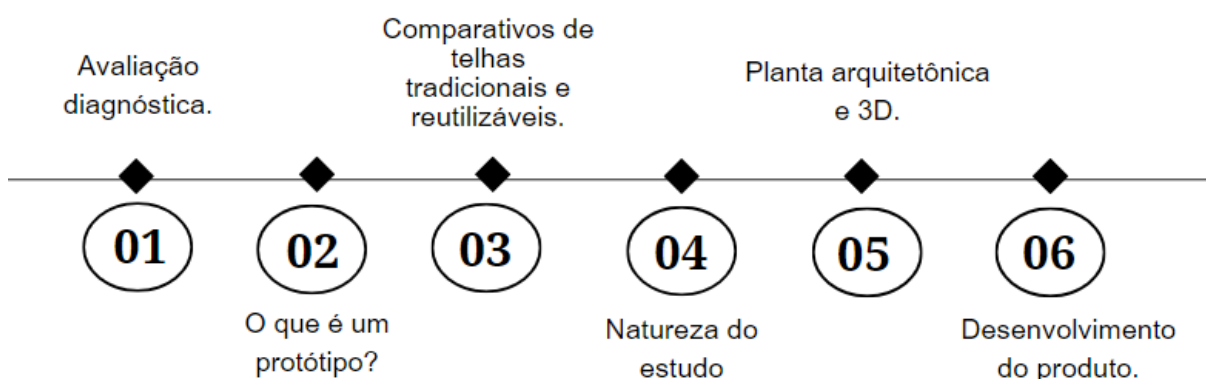 Avaliação
diagnóstica.
Comparativos de
telhas
tradicionais e
reutilizáveis.
Planta arquitetônica
e 3D.
01
02
03
04
05
06
O que é um
protótipo?
Natureza do
estudo
Desenvolvimento
do produto.